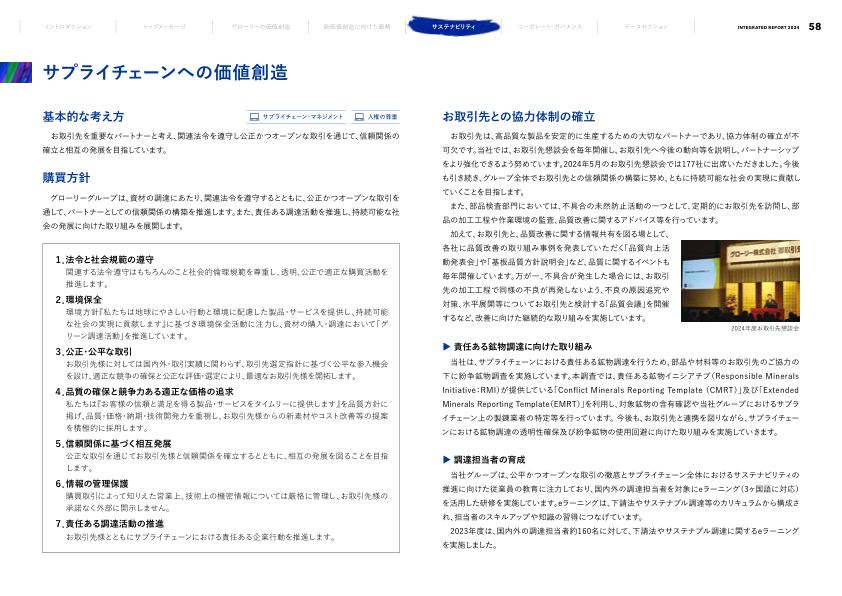 イントロダクション
トップメッセージ
グローリーの価値創造
新価値創造に向けた戦略
サステナビリティ
コーポレート・ガバナンス
データセクション
INTEGRATED REPORT 2024 58
サプライチェーンへの価値創造
基本的な考え方
サプライチェーン・マネジメント
人権の尊重
お取引先を重要なパートナーと考え、関連法令を遵守し公正かつオープンな取引を通じて、信頼関係の
確立と相互の発展を目指しています。
購買方針
グローリーグループは、資材の調達にあたり、関連法令を遵守するとともに、公正かつオープンな取引を
通して、パートナーとしての信頼関係の構築を推進します。また、責任ある調達活動を推進し、持続可能な社
会の発展に向けた取り組みを展開します。
1.法令と社会規範の遵守
関連する法令遵守はもちろんのこと社会的倫理規範を尊重し、透明、公正で適正な購買活動を
推進します。
2.環境保全
環境方針『私たちは地球にやさしい行動と環境に配慮した製品・サービスを提供し、持続可能
な社会の実現に貢献します』に基づき環境保全活動に注力し、資材の購入・調達において「グ
リーン調達活動」を推進しています。
3.公正・公平な取引
お取引先様に対しては国内外・取引実績に関わらず、取引先選定指針に基づく公平な参入機会
を設け、適正な競争の確保と公正な評価・選定により、最適なお取引先様を開拓します。
4.品質の確保と競争力ある適正な価格の追求
私たちは『お客様の信頼と満足を得る製品・サービスをタイムリーに提供します』を品質方針に
掲げ、品質・価格・納期・技術開発力を重視し、お取引先様からの新素材やコスト改善等の提案
を積極的に採用します。
5.信頼関係に基づく相互発展
公正な取引を通じてお取引先様と信頼関係を確立するとともに、相互の発展を図ることを目指
します。
6.情報の管理保護
購買取引によって知りえた営業上、技術上の機密情報については厳格に管理し、お取引先様の
承諾なく外部に開示しません。
7.責任ある調達活動の推進
お取引先様とともにサプライチェーンにおける責任ある企業行動を推進します。
お取引先との協力体制の確立
お取引先は、高品質な製品を安定的に生産するための大切なパートナーであり、協力体制の確立が不
可欠です。当社では、お取引先懇談会を毎年開催し、お取引先へ今後の動向等を説明し、パートナーシップ
をより強化できるよう努めています。2024年5月のお取引先懇談会では177社に出席いただきました。今後
も引き続き、グループ全体でお取引先との信頼関係の構築に努め、ともに持続可能な社会の実現に貢献し
ていくことを目指します。
また、部品検査部門においては、不具合の未然防止活動の一つとして、定期的にお取引先を訪問し、部
品の加工工程や作業環境の監査、品質改善に関するアドバイス等を行っています。
加えて、お取引先と、品質改善に関する情報共有を図る場として、
各社に品質改善の取り組み事例を発表していただく「品質向上活
動発表会」や「基板品質方針説明会」など、品質に関するイベントも
毎年開催しています。万が一、不具合が発生した場合には、お取引
先の加工工程で同様の不良が再発しないよう、不良の原因追究や
対策、水平展開等についてお取引先と検討する「品質会議」を開催
するなど、改善に向けた継続的な取り組みを実施しています。
グローリー株式会社
2024年度お取引先懇談会
▶ 責任ある鉱物調達に向けた取り組み
当社は、サプライチェーンにおける責任ある鉱物調達を行うため、部品や材料等のお取引先のご協力の
下に紛争鉱物調査を実施しています。本調査では、責任ある鉱物イニシアチブ(Responsible Minerals
Initiative：RMI)が提供している「Conflict Minerals Reporting Template (CMRT)」及び「Extended
Minerals Reporting Template(EMRT)」を利用し、対象鉱物の含有確認や当社グループにおけるサプラ
イチェーン上の製錬業者の特定等を行っています。 今後も、お取引先と連携を図りながら、サプライチェー
ンにおける鉱物調達の透明性確保及び紛争鉱物の使用回避に向けた取り組みを実施していきます。
▶ 調達担当者の育成
当社グループは、公平かつオープンな取引の徹底とサプライチェーン全体におけるサステナビリティの
推進に向けた従業員の教育に注力しており、国内外の調達担当者を対象にeラーニング(3ヶ国語に対応)
を活用した研修を実施しています。eラーニングは、下請法やサステナブル調達等のカリキュラムから構成さ
れ、担当者のスキルアップや知識の習得につなげています。
2023年度は、国内外の調達担当者約160名に対して、下請法やサステナブル調達に関するeラーニング
を実施しました。